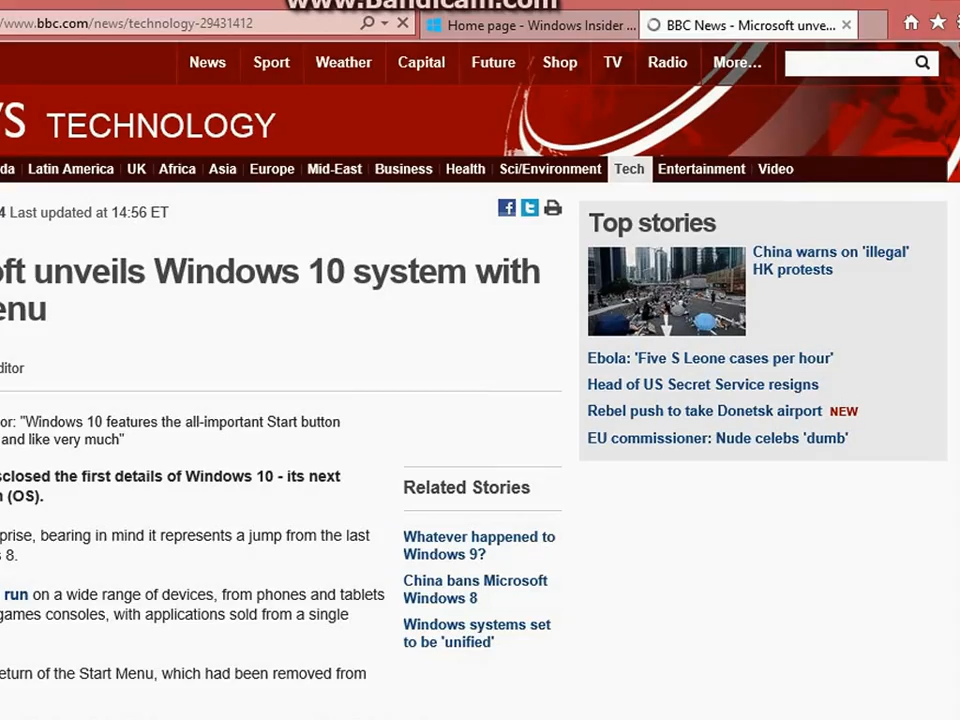 www.Bandicam.com
www.bbc.com/news/technology-29431412
Home page - Windows Insider ...
BBC News - Microsoft unve...
News Sport Weather Capital Future Shop TV Radio More...
TECHNOLOGY
Latin America UK Africa Asia Europe Mid-East Business Health Sci/Environment Tech Entertainment Video
4 Last updated at 14:56 ET
oft unveils Windows 10 system with
enu
ditor
or: "Windows 10 features the all-important Start button
and like very much"
sclosed the first details of Windows 10 - its next
(OS).
prise, bearing in mind it represents a jump from the last
8.
run on a wide range of devices, from phones and tablets
games consoles, with applications sold from a single
eturn of the Start Menu, which had been removed from
Related Stories
Whatever happened to
Windows 9?
China bans Microsoft
Windows 8
Windows systems set
to be 'unified'
Top stories
China warns on 'illegal'
HK protests
Ebola: 'Five S Leone cases per hour'
Head of US Secret Service resigns
Rebel push to take Donetsk airport NEW
EU commissioner: Nude celebs 'dumb'